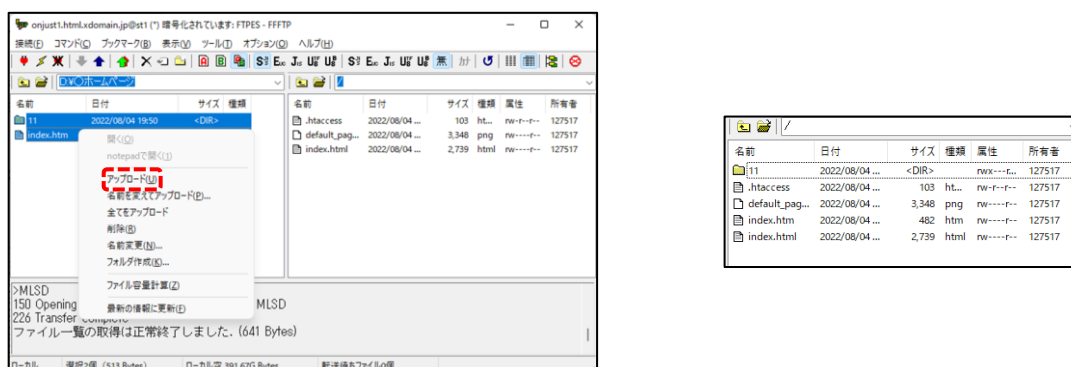 onjust1.html.xdomain.jp@st1 (*) 暗号化されています: FTPES - FFFTP
接続(F) コマンド(C) ブックマーク(B) 表示(V) ツール(T) オプション(O) ヘルプ(H)
D:¥〇ホームページ
名前 日付 サイズ 種類
11 2022/08/04 19:50 <DIR>
index.htm
開く(O)
notepadで開く(1)
アップロード(U)
名前を変えてアップロード(P)...
全てをアップロード
削除(R)
名前変更(N)...
フォルダ作成(K)...
ファイル容量計算(Z)
最新の情報に更新(F)
/
名前 日付 サイズ 種類 属性 所有者
.htaccess 2022/08/04 ... 103 ht... rw-r--r-- 127517
default_pag... 2022/08/04 ... 3,348 png rw----r-- 127517
index.html 2022/08/04 ... 2,739 html rw----r-- 127517
>MLSD
150 Opening MLSD
226 Transfer complete
ファイル一覧の取得は正常終了しました. (641 Bytes)
ローカル 選択2個 (513 Bytes) ローカル空 391.67G Bytes 転送待ちファイル0個
/
名前 日付 サイズ 種類 属性 所有者
11 2022/08/04 ... <DIR> rwx---r... 127517
.htaccess 2022/08/04 ... 103 ht... rw-r--r-- 127517
default_pag... 2022/08/04 ... 3,348 png rw----r-- 127517
index.htm 2022/08/04 ... 482 htm rw----r-- 127517
index.html 2022/08/04 ... 2,739 html rw----r-- 127517